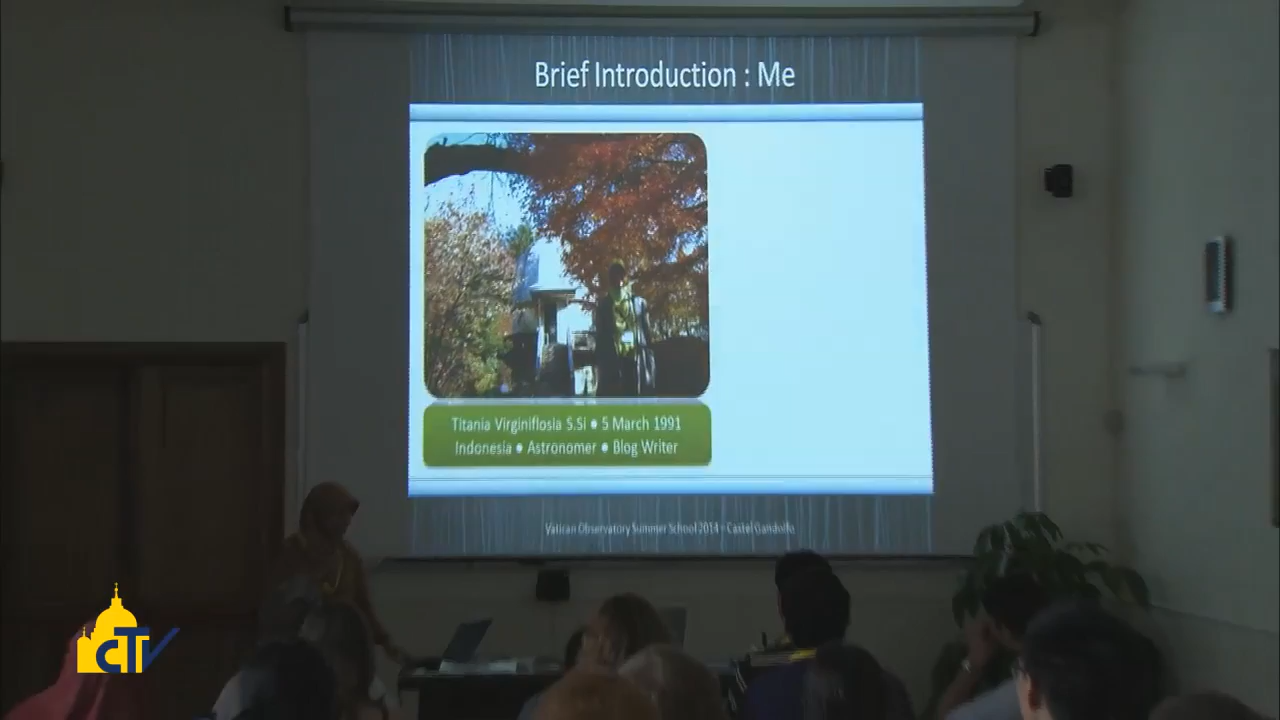 Brief Introduction : Me
Titania Virginiflosia S.Si • 5 March 1991
Indonesia • Astronomer • Blog Writer
Vatican Observatory Summer School 2014 - Castel Gandolfo
CTV